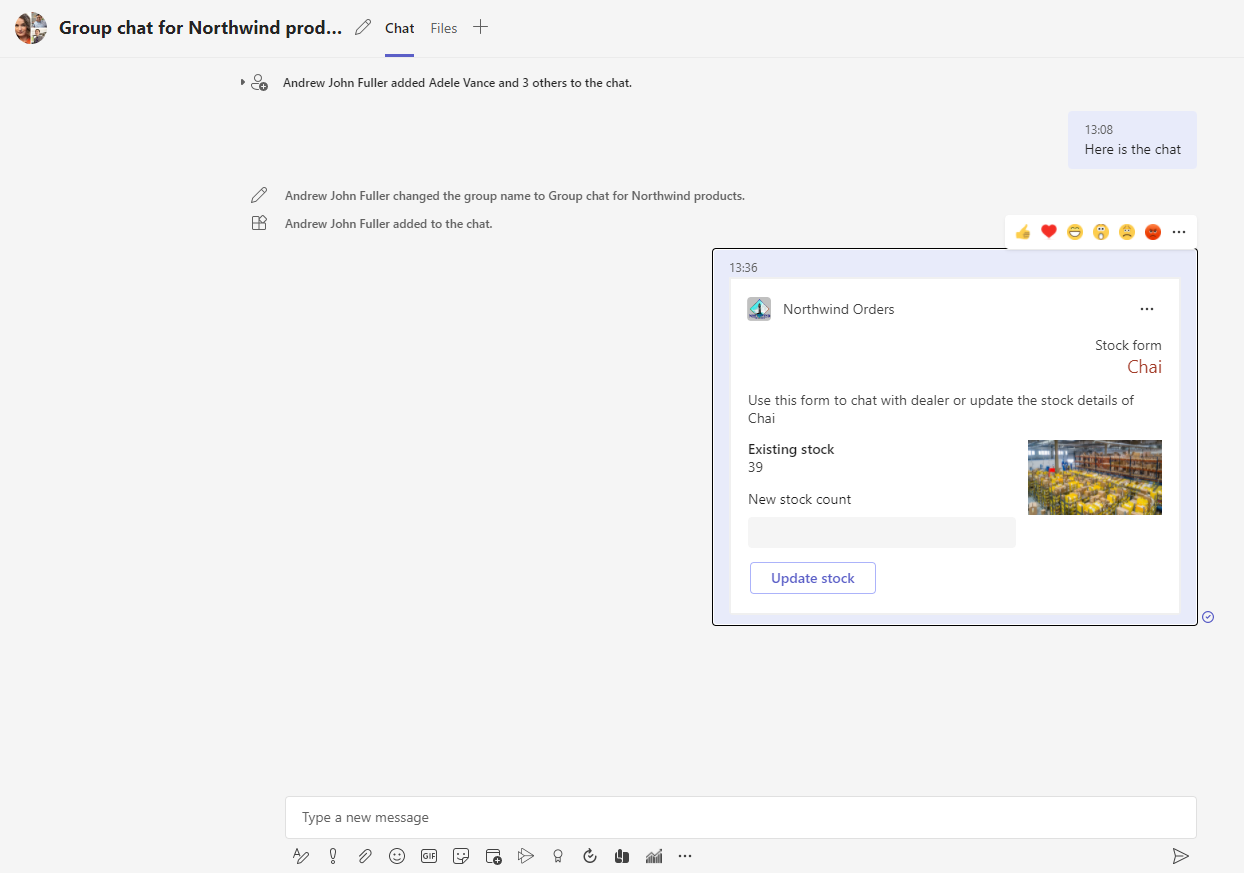 Group chat for Northwind prod...
Chat
Files
Andrew John Fuller added Adele Vance and 3 others to the chat.
13:08
Here is the chat
Andrew John Fuller changed the group name to Group chat for Northwind products.
Andrew John Fuller added to the chat.
13:36
Northwind Orders
Stock form
Chai
Use this form to chat with dealer or update the stock details of
Chai
Existing stock
39
New stock count
Update stock
Type a new message
GIF